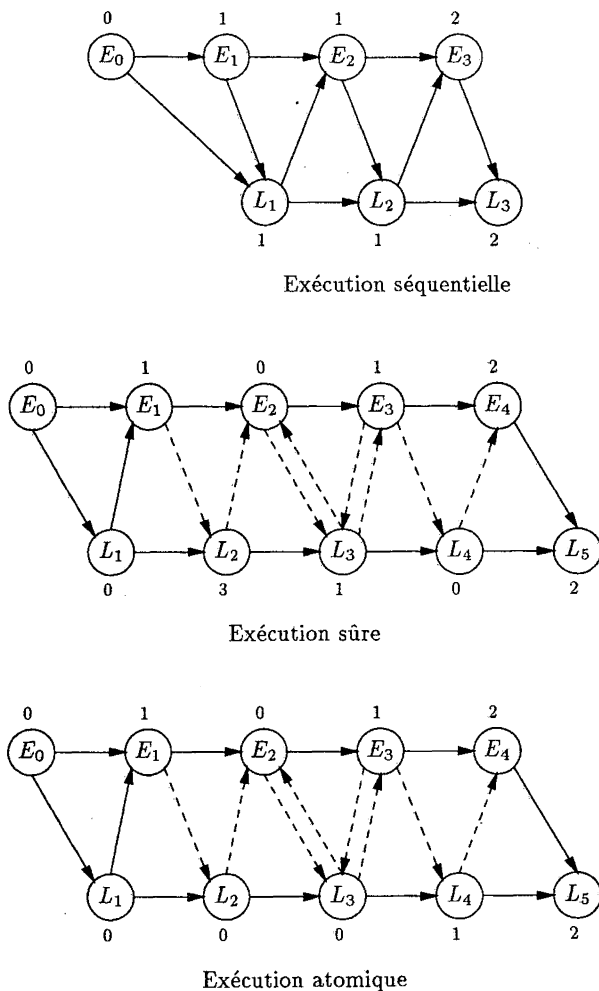 0 1 1 2
E₀ E₁ E₂ E₃
L₁ L₂ L₃
1 1 2
Exécution séquentielle
0 1 0 1 2
E₀ E₁ E₂ E₃ E₄
L₁ L₂ L₃ L₄ L₅
0 3 1 0 2
Exécution sûre
0 1 0 1 2
E₀ E₁ E₂ E₃ E₄
L₁ L₂ L₃ L₄ L₅
0 0 0 1 2
Exécution atomique